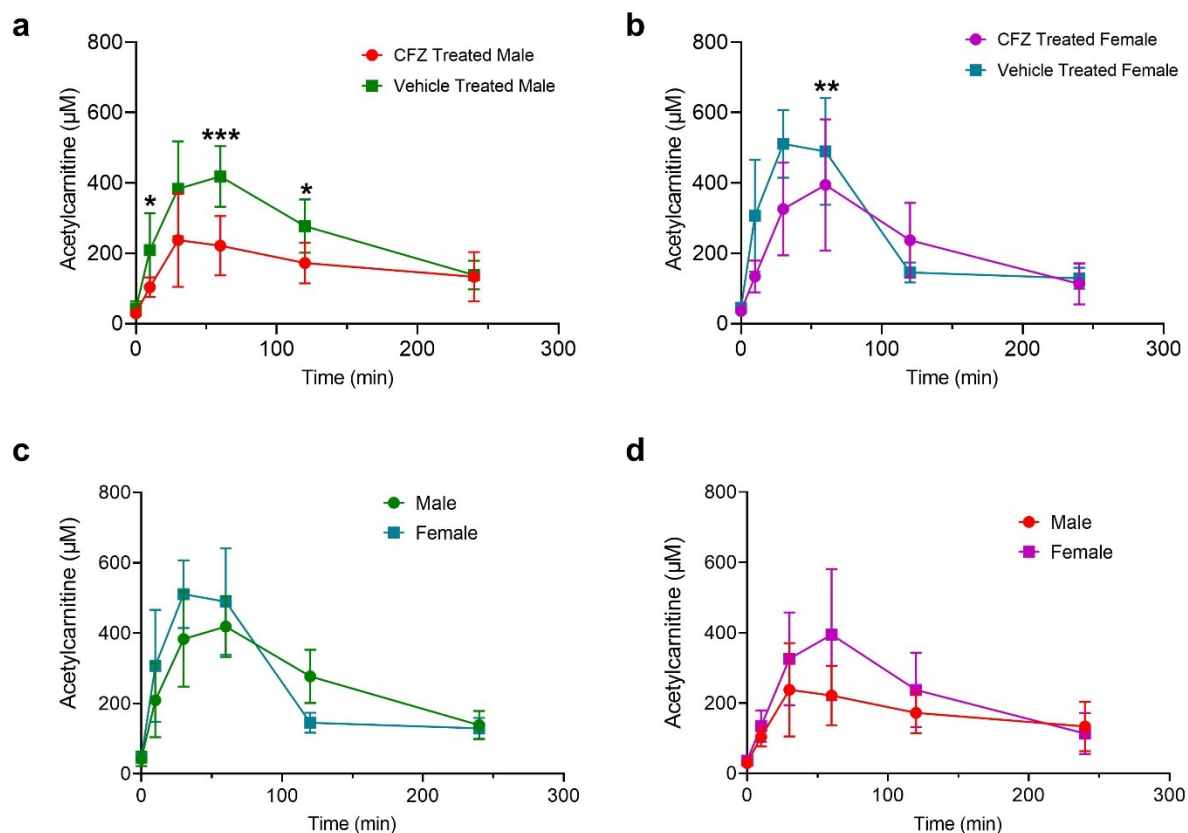 a
800
600
400
200
0
0
100
200
300
Acetylcarnitine (µM)
Time (min)
CFZ Treated Male
Vehicle Treated Male
*
***
*
b
800
600
400
200
0
0
100
200
300
Acetylcarnitine (µM)
Time (min)
CFZ Treated Female
Vehicle Treated Female
**
c
800
600
400
200
0
0
100
200
300
Acetylcarnitine (µM)
Time (min)
Male
Female
d
800
600
400
200
0
0
100
200
300
Acetylcarnitine (µM)
Time (min)
Male
Female